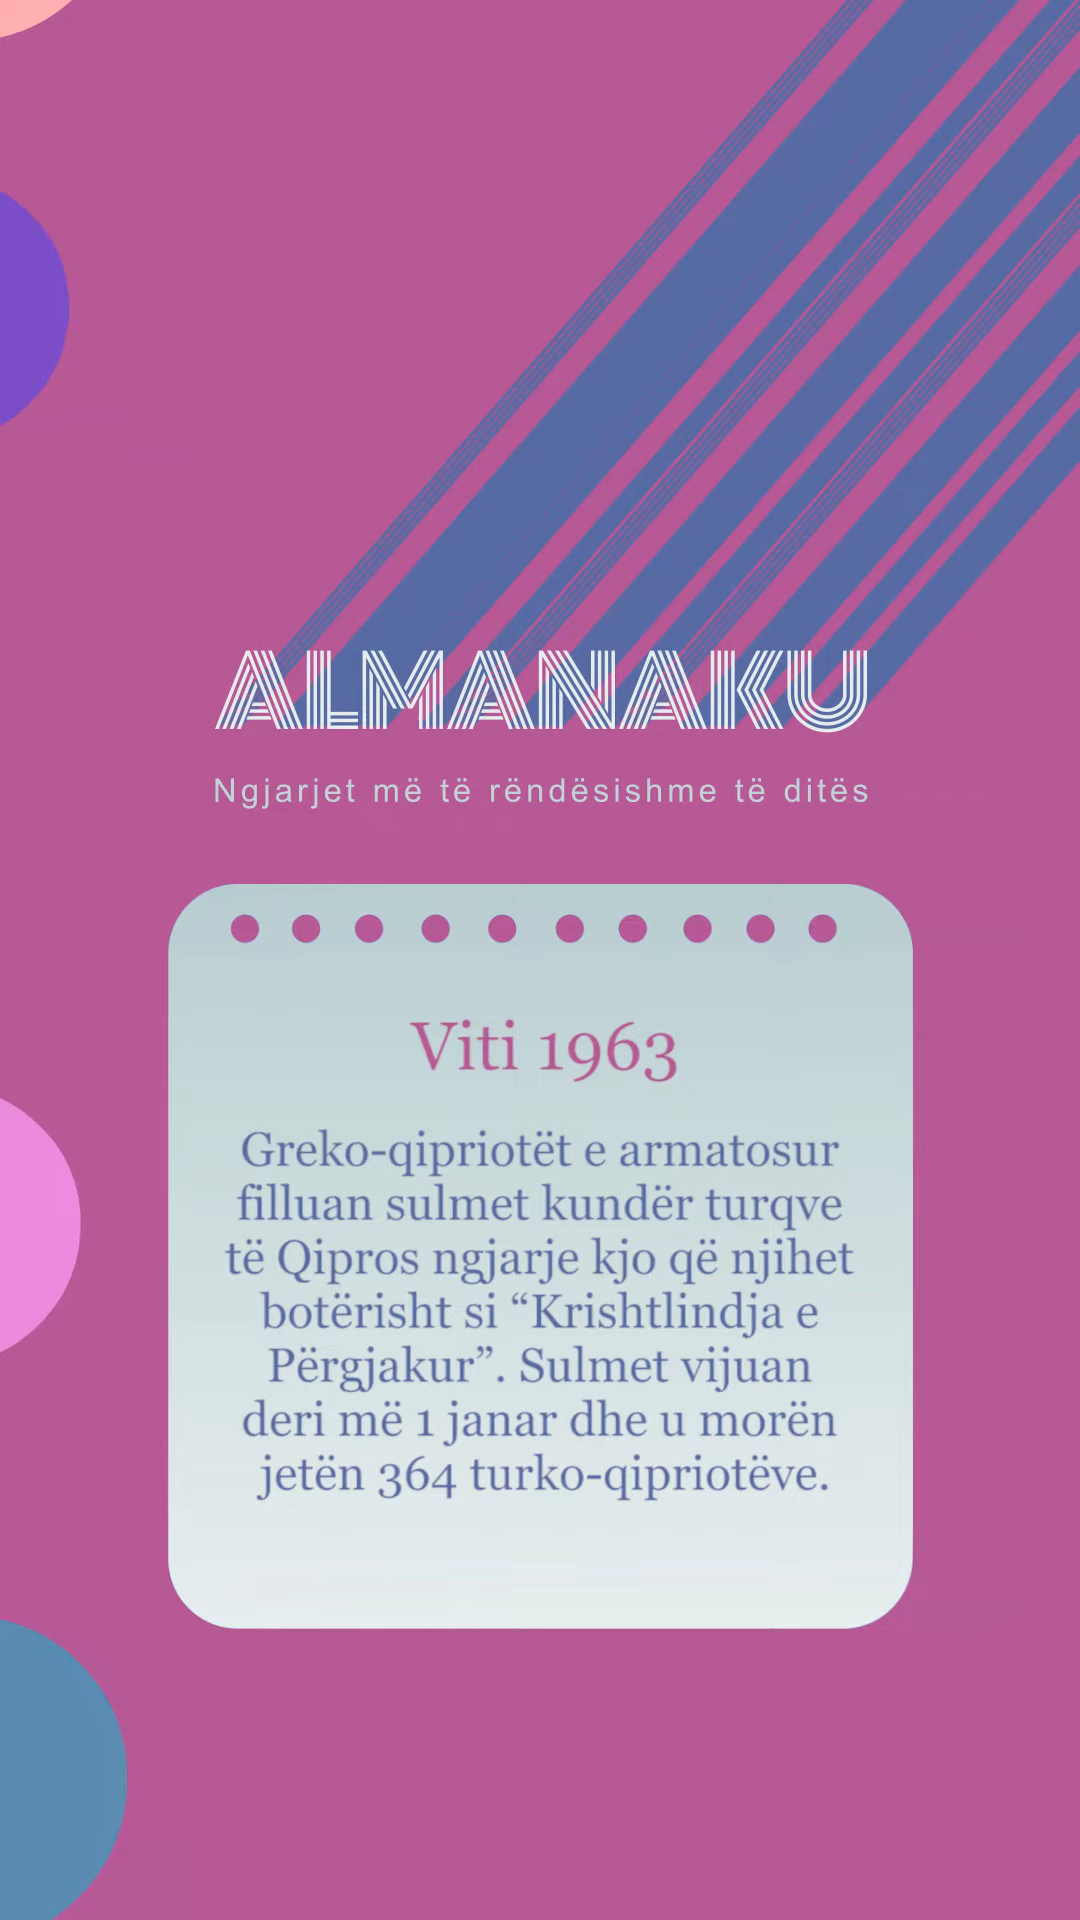 ALMANAKU
Ngjarjet më të rëndësishme të ditës
Viti 1963
Greko-qipriotët e armatosur
filluan sulmet kundër turqve
të Qipros ngjarje kjo që njihet
botërisht si “Krishtlindja e
Përgjakur”. Sulmet vijuan
deri më 1 janar dhe u morën
jetën 364 turko-qipriotëve.